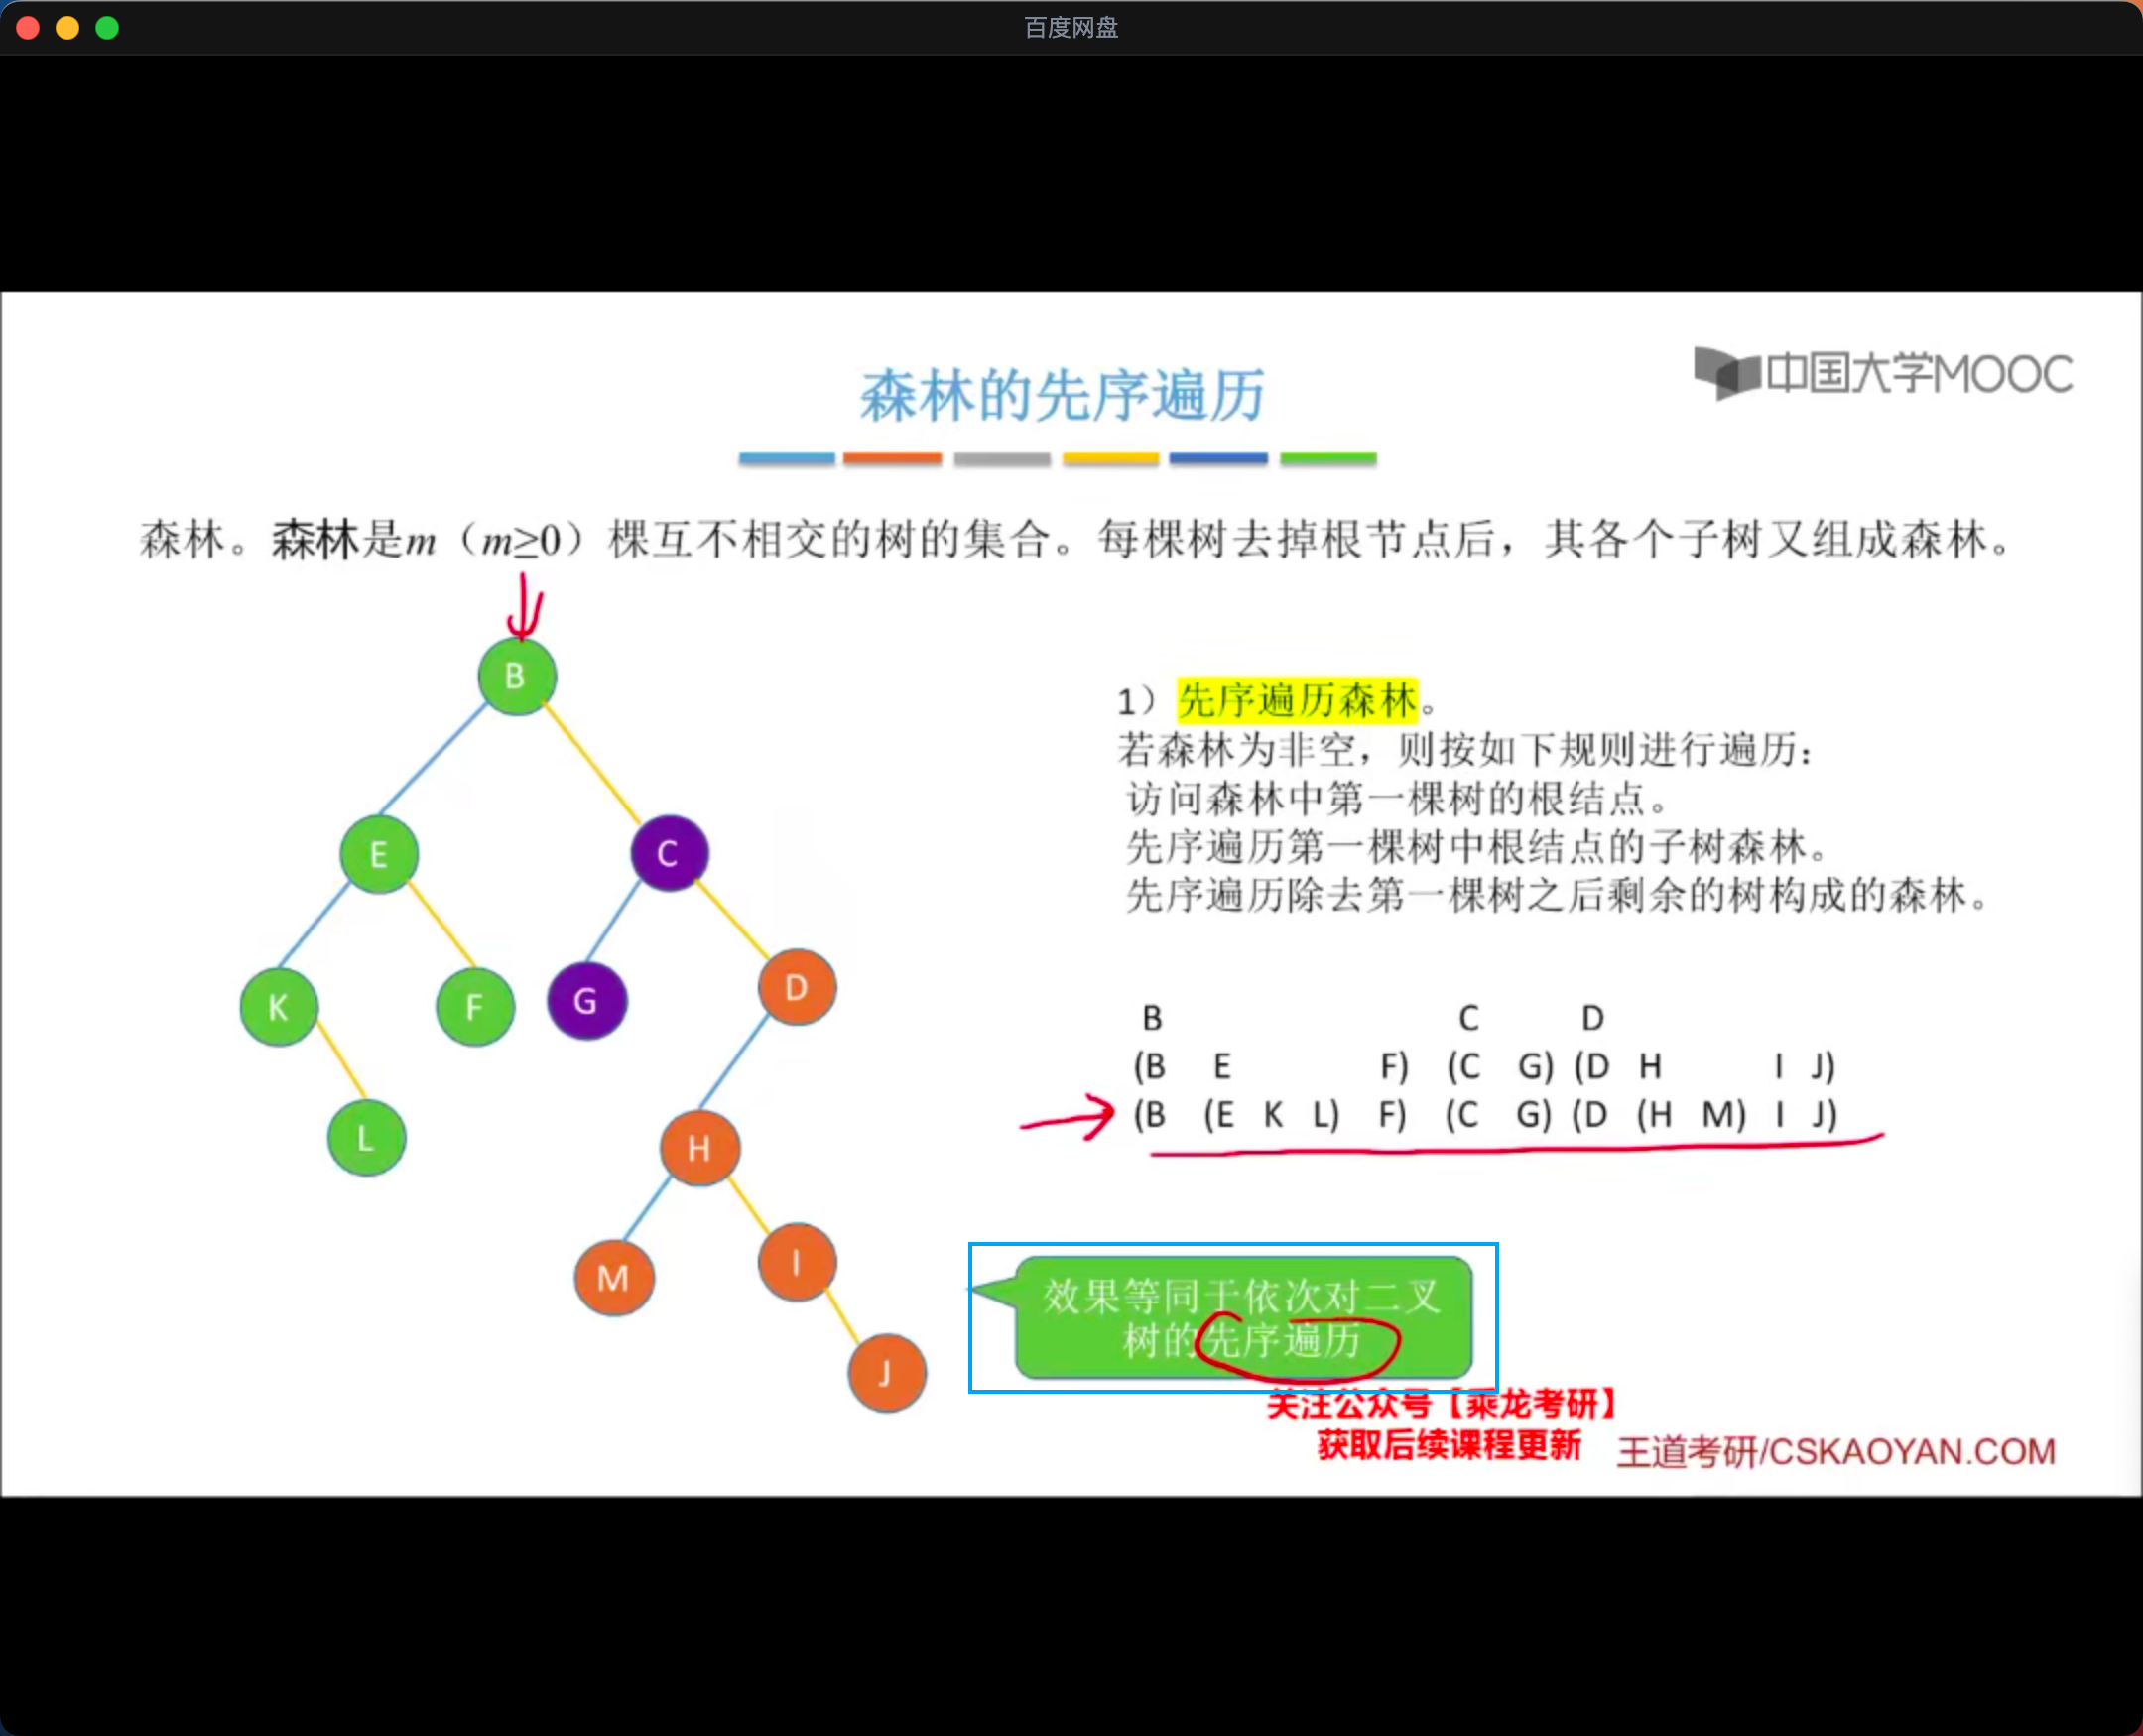 百度网盘
中国大学MOOC
森林的先序遍历
森林。森林是m（m≥0）棵互不相交的树的集合。每棵树去掉根节点后，其各个子树又组成森林。
B
E
C
K
F
G
D
L
H
M
I
J
1）先序遍历森林。
若森林为非空，则按如下规则进行遍历：
访问森林中第一棵树的根结点。
先序遍历第一棵树中根结点的子树森林。
先序遍历除去第一棵树之后剩余的树构成的森林。
B C D
(B E F) (C G) (D H I J)
(B (E K L) F) (C G) (D (H M) I J)
效果等同于依次对二叉
树的先序遍历
关注公众号【乘龙考研】
获取后续课程更新
王道考研/CSKAOYAN.COM